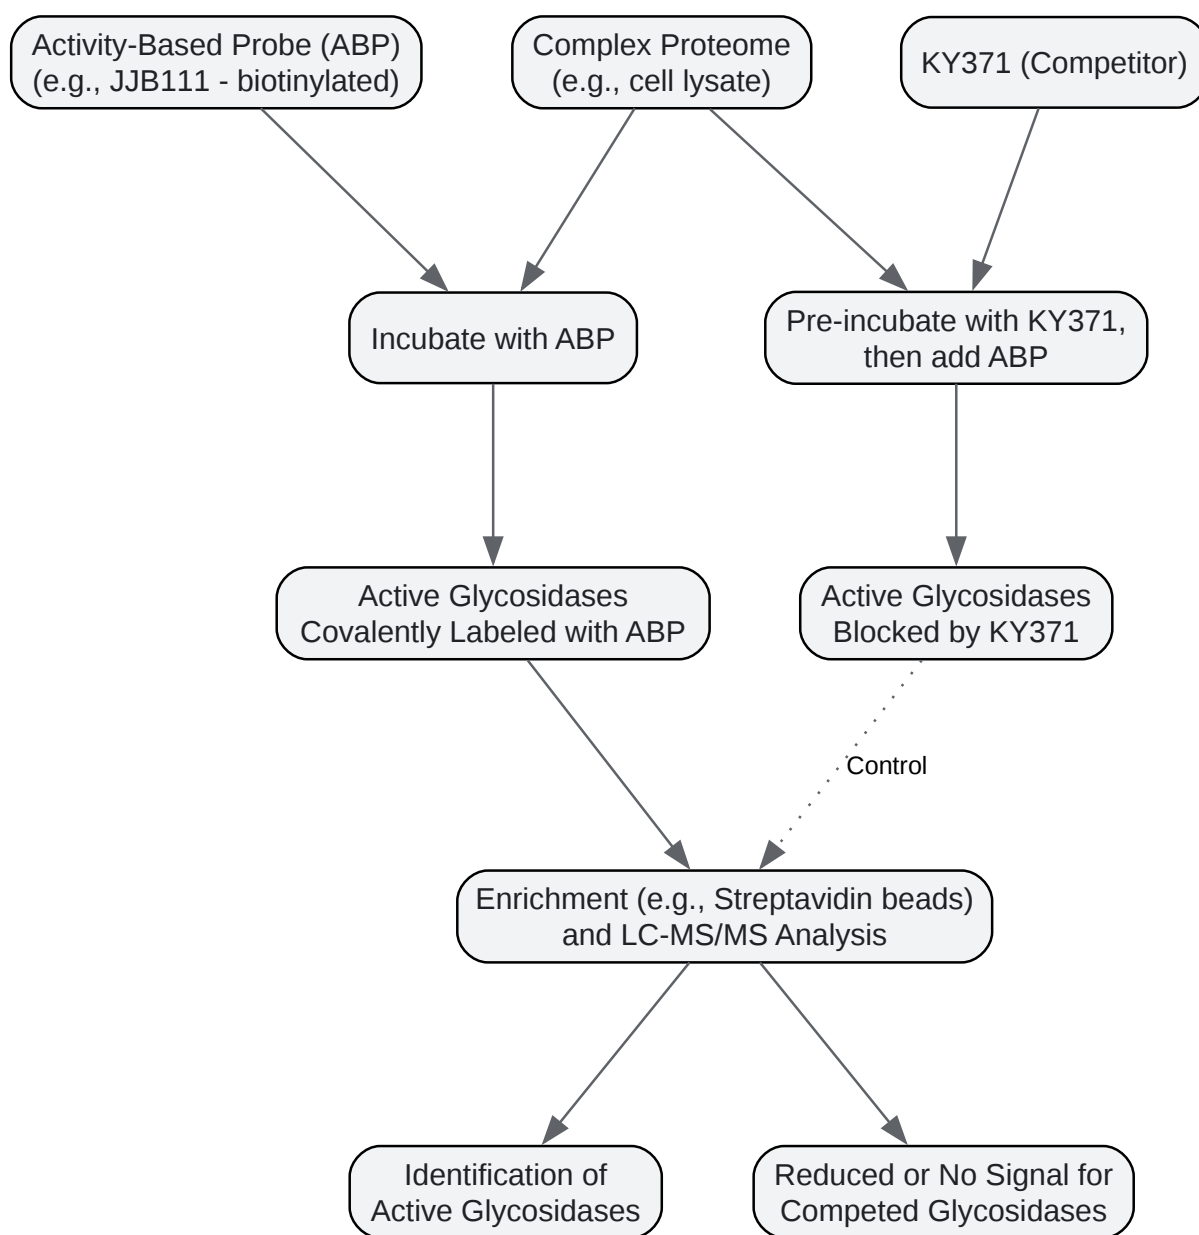 Activity-Based Probe (ABP)
(e.g., JJB111 - biotinylated)
Complex Proteome
(e.g., cell lysate)
KY371 (Competitor)
Incubate with ABP
Pre-incubate with KY371,
then add ABP
Active Glycosidases
Covalently Labeled with ABP
Active Glycosidases
Blocked by KY371
Control
Enrichment (e.g., Streptavidin beads)
and LC-MS/MS Analysis
Identification of
Active Glycosidases
Reduced or No Signal for
Competed Glycosidases